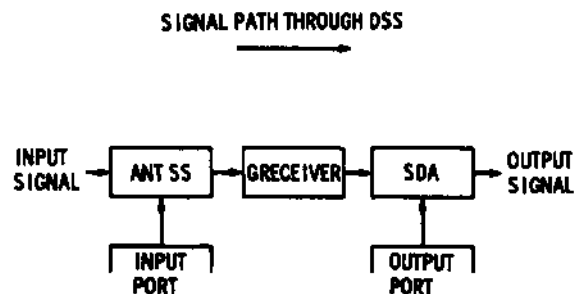 SIGNAL PATH THROUGH DSS
INPUT
SIGNAL
ANT SS
GRECEIVER
SDA
OUTPUT
SIGNAL
INPUT
PORT
OUTPUT
PORT